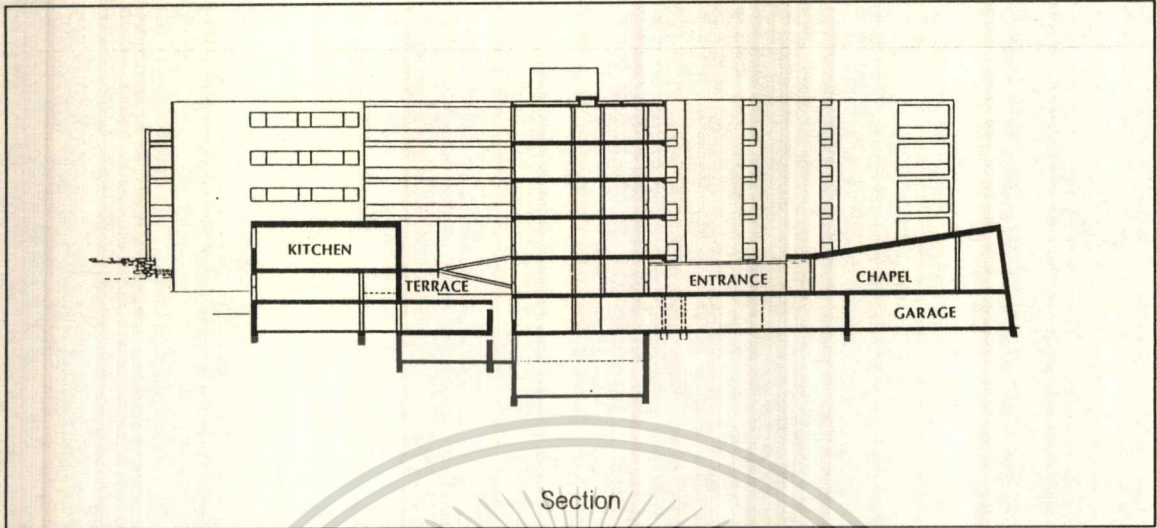 KITCHEN
TERRACE
ENTRANCE
CHAPEL
GARAGE
Section